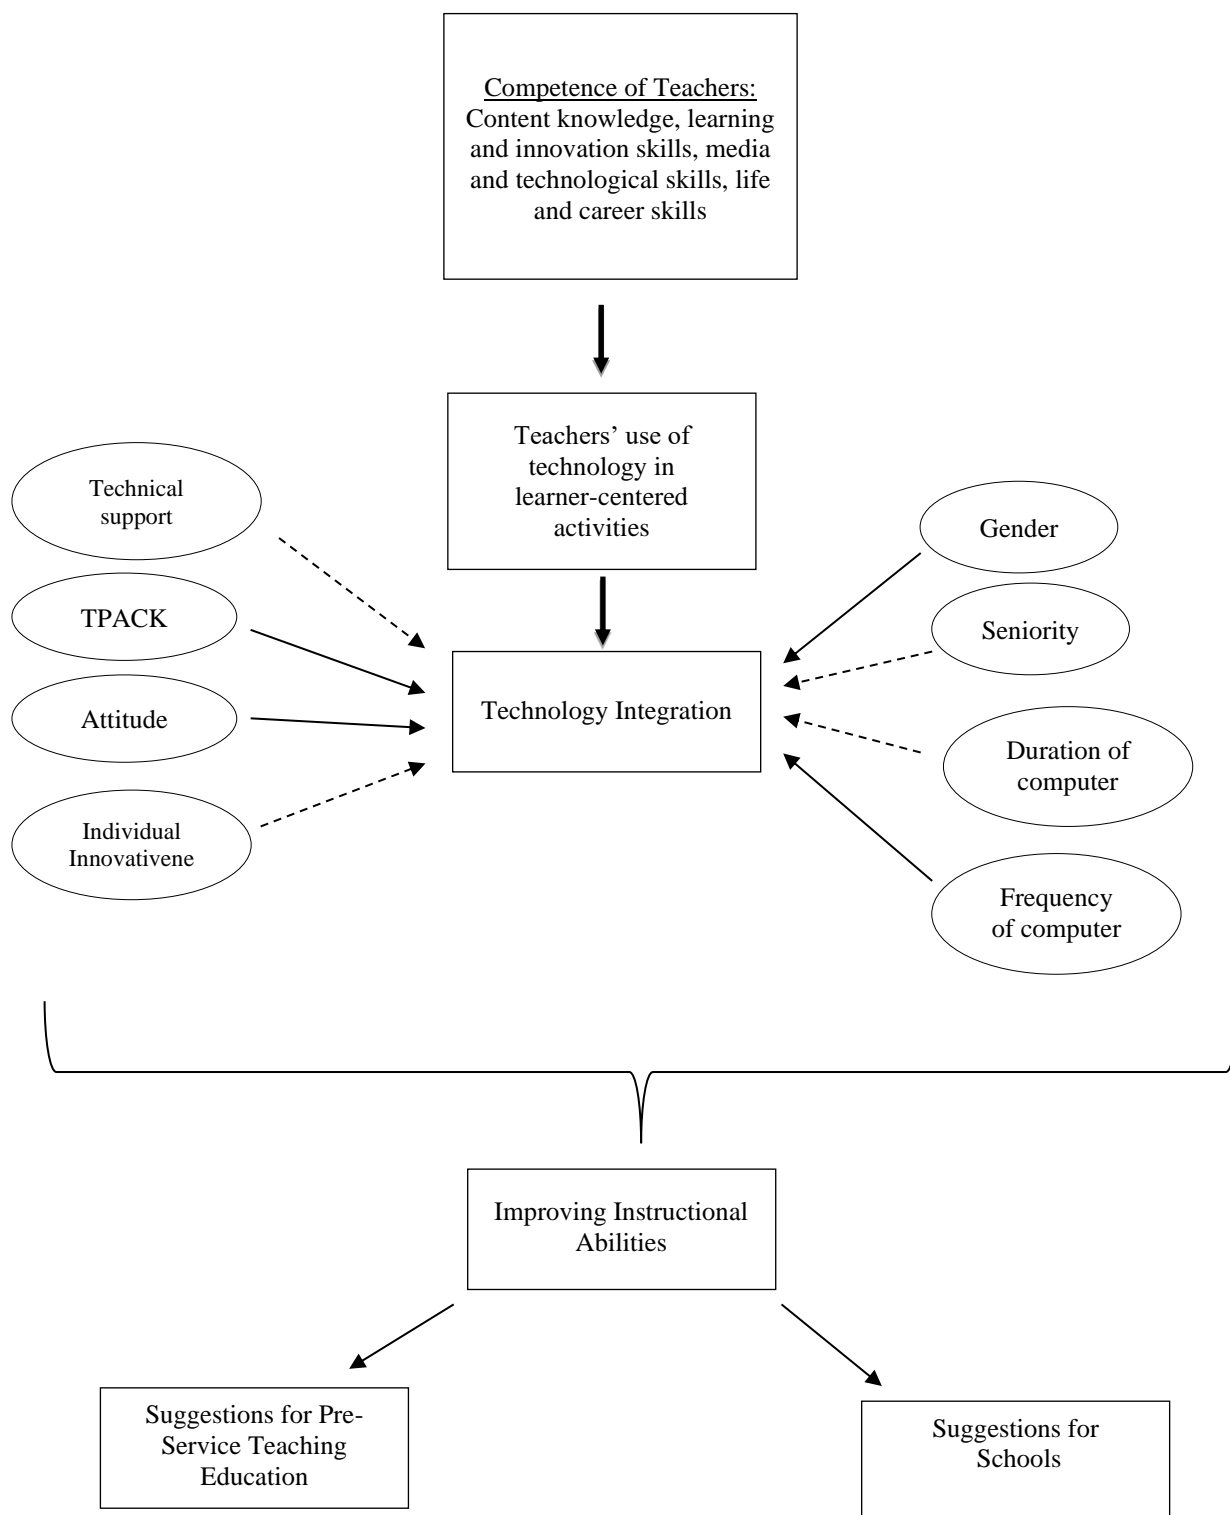 Competence of Teachers:
Content knowledge, learning
and innovation skills, media
and technological skills, life
and career skills
Teachers’ use of
technology in
learner-centered
activities
Technical
support
TPACK
Attitude
Individual
Innovativene
Technology Integration
Gender
Seniority
Duration of
computer
Frequency
of computer
Improving Instructional
Abilities
Suggestions for Pre-
Service Teaching
Education
Suggestions for
Schools